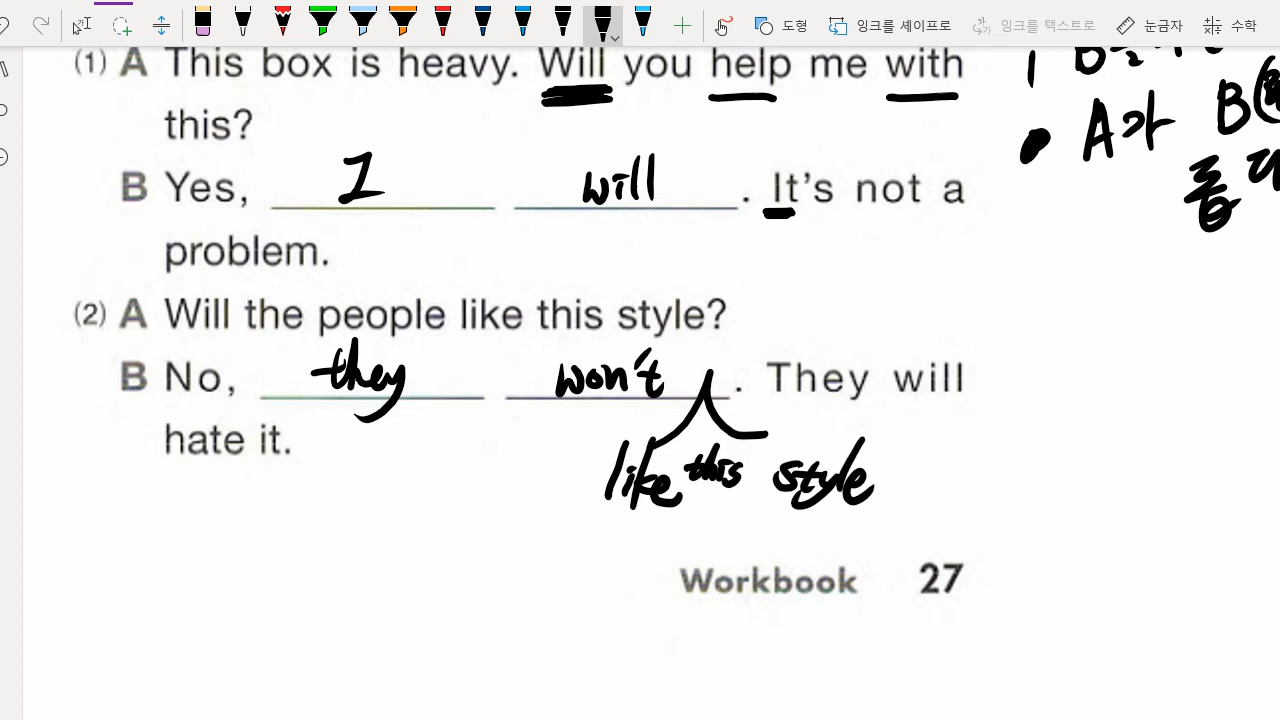 도형 잉크를 셰이프로 잉크를 텍스트로 눈금자 수학
(1) A This box is heavy. Will you help me with
this?
A가 B
B Yes, I will. It's not a
problem.
(2) A Will the people like this style?
B No, they won't. They will
hate it.
like this style
Workbook 27